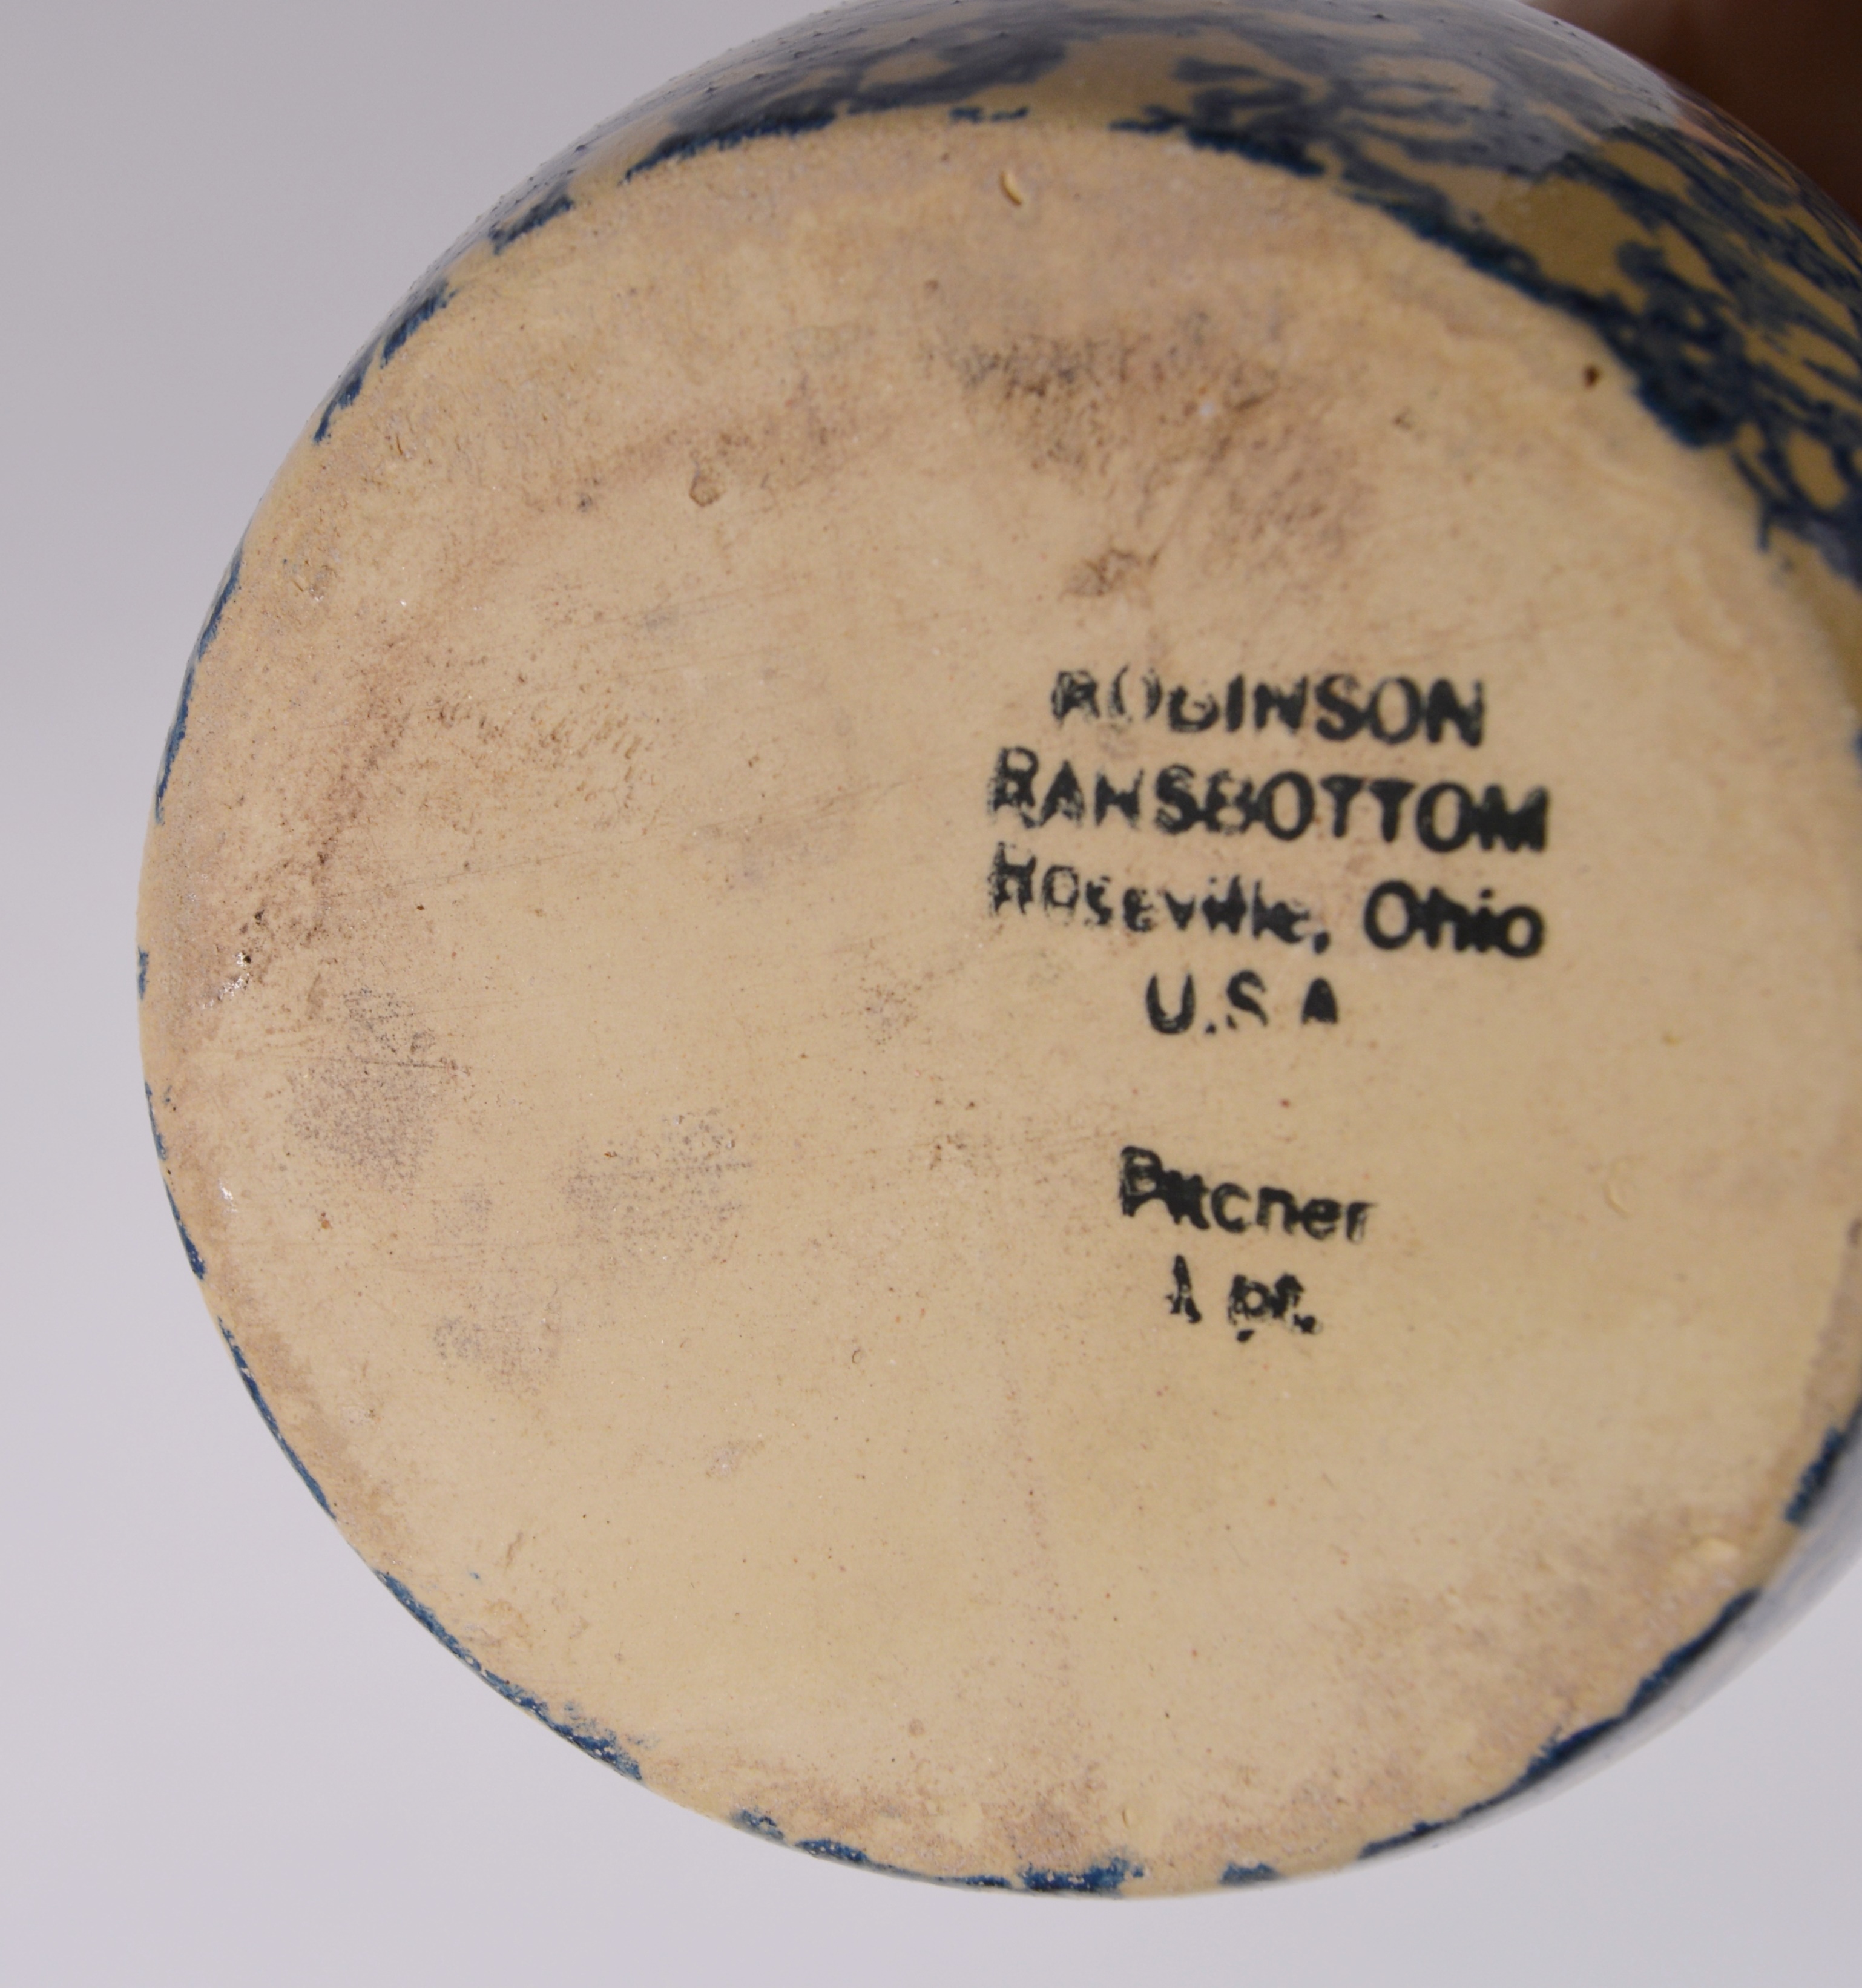 ROBINSON
RANSBOTTOM
Roseville, Ohio
U.S.A
Pitcher
1 pt.